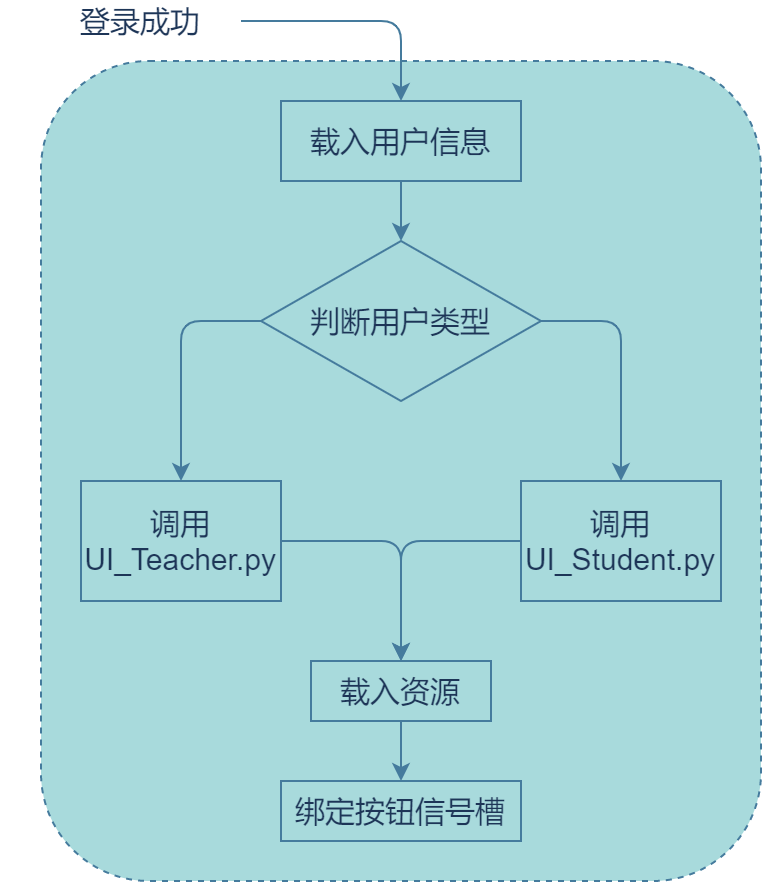 登录成功
载入用户信息
判断用户类型
调用
UI_Teacher.py
调用
UI_Student.py
载入资源
绑定按钮信号槽